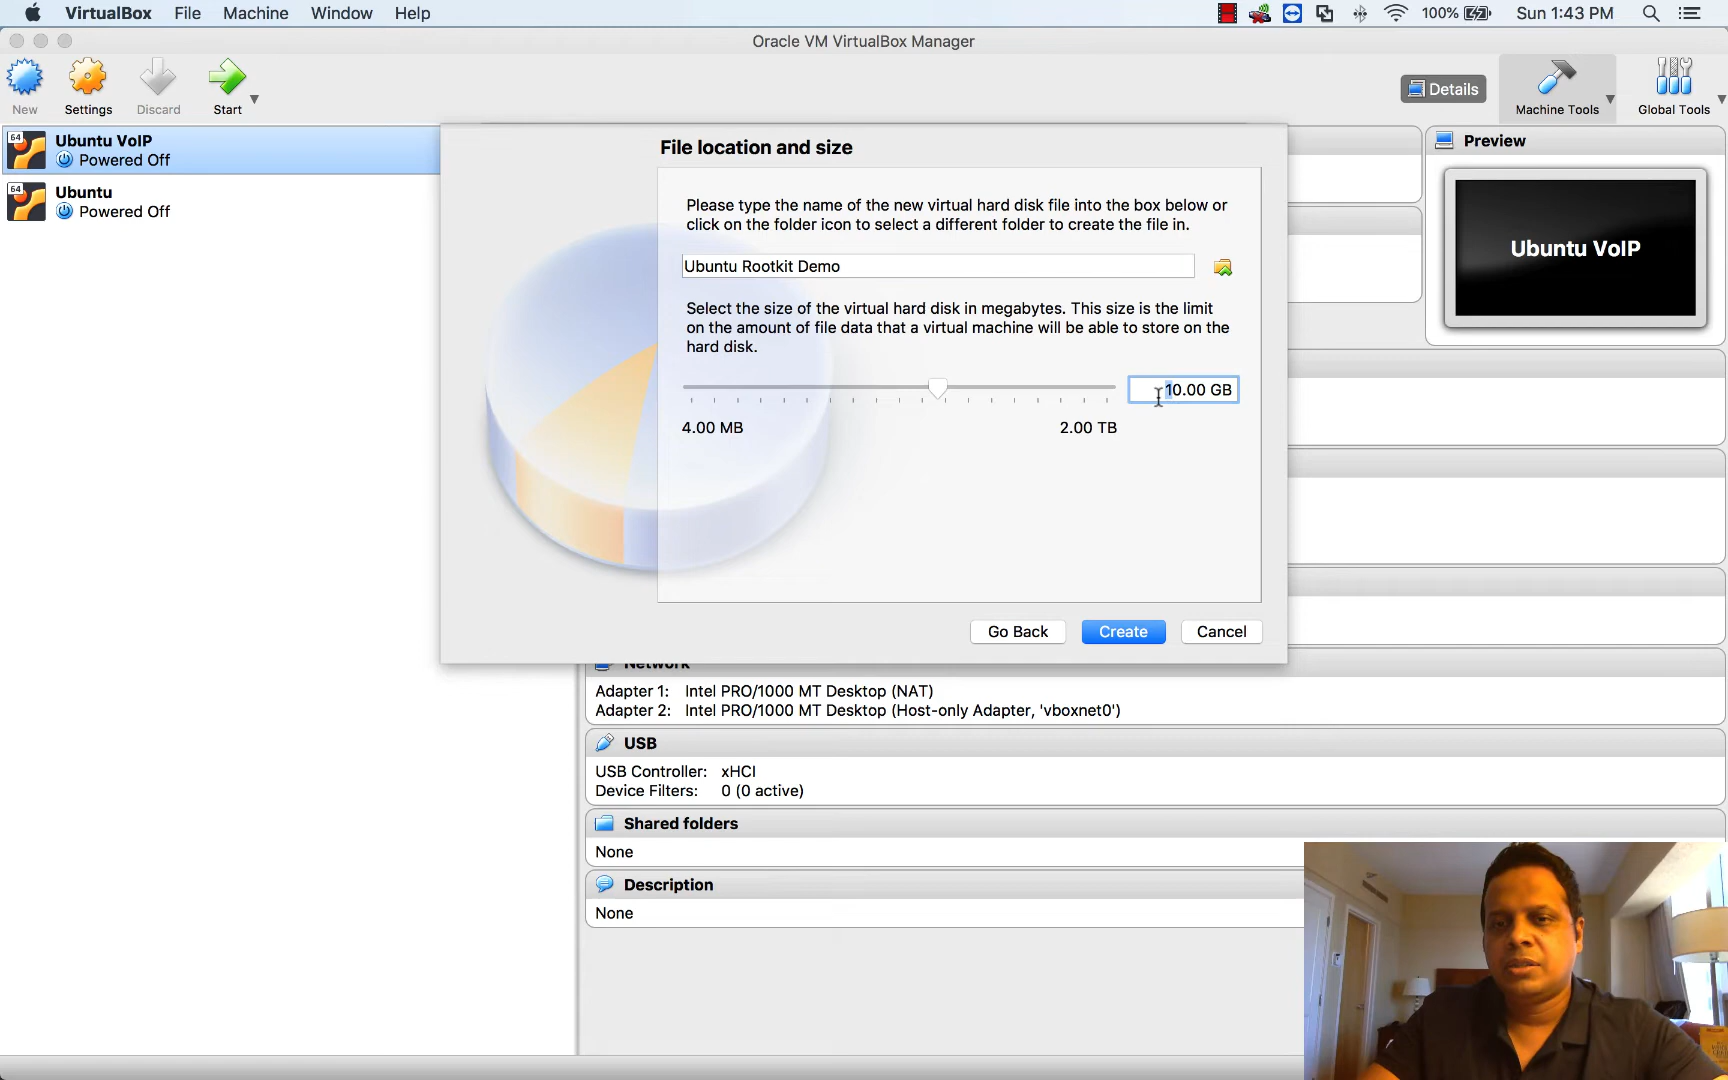 VirtualBox File Machine Window Help
100% Sun 1:43 PM
Oracle VM VirtualBox Manager
New Settings Discard Start
Details
Machine Tools Global Tools
64 Ubuntu VoIP
Powered Off
64 Ubuntu
Powered Off
File location and size
Please type the name of the new virtual hard disk file into the box below or
click on the folder icon to select a different folder to create the file in.
Ubuntu Rootkit Demo
Select the size of the virtual hard disk in megabytes. This size is the limit
on the amount of file data that a virtual machine will be able to store on the
hard disk.
10.00 GB
4.00 MB 2.00 TB
Go Back Create Cancel
Preview
Ubuntu VoIP
Network
Adapter 1: Intel PRO/1000 MT Desktop (NAT)
Adapter 2: Intel PRO/1000 MT Desktop (Host-only Adapter, 'vboxnet0')
USB
USB Controller: xHCI
Device Filters: 0 (0 active)
Shared folders
None
Description
None